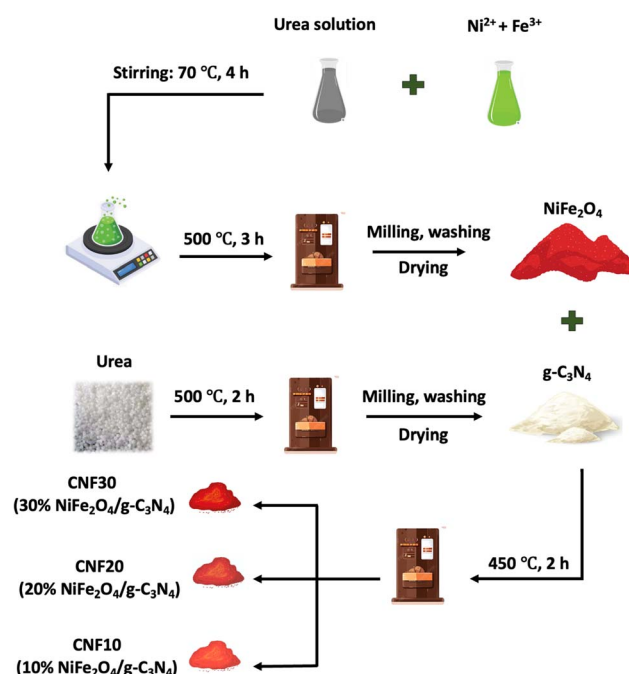 Urea solution
Ni²⁺ + Fe³⁺
Stirring: 70 °C, 4 h
500 °C, 3 h
Milling, washing
Drying
NiFe₂O₄
Urea
500 °C, 2 h
Milling, washing
Drying
g-C₃N₄
CNF30
(30% NiFe₂O₄/g-C₃N₄)
450 °C, 2 h
CNF20
(20% NiFe₂O₄/g-C₃N₄)
CNF10
(10% NiFe₂O₄/g-C₃N₄)